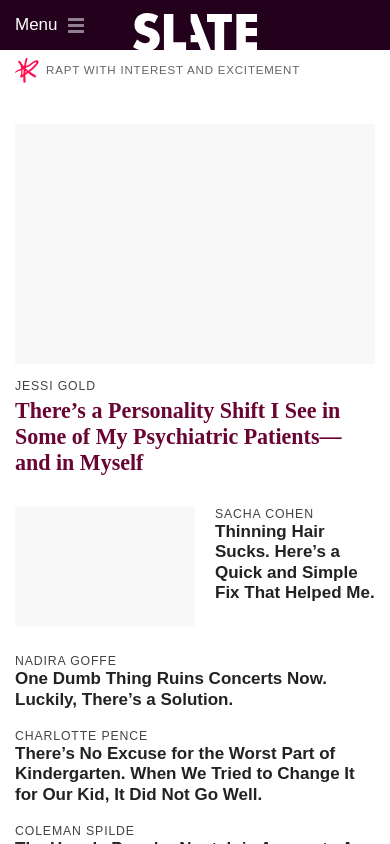 Menu
SLATE
RAPT WITH INTEREST AND EXCITEMENT
JESSI GOLD
There’s a Personality Shift I See in
Some of My Psychiatric Patients—
and in Myself
SACHA COHEN
Thinning Hair
Sucks. Here’s a
Quick and Simple
Fix That Helped Me.
NADIRA GOFFE
One Dumb Thing Ruins Concerts Now.
Luckily, There’s a Solution.
CHARLOTTE PENCE
There’s No Excuse for the Worst Part of
Kindergarten. When We Tried to Change It
for Our Kid, It Did Not Go Well.
COLEMAN SPILDE